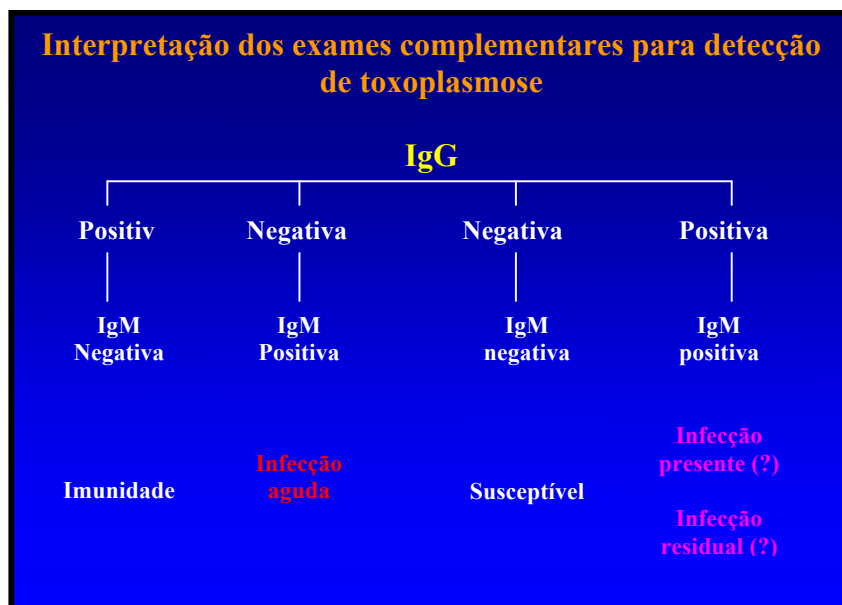 Interpretação dos exames complementares para detecção
de toxoplasmose
IgG
Positiv
Negativa
Negativa
Positiva
IgM
Negativa
IgM
Positiva
IgM
negativa
IgM
positiva
Imunidade
Infecção
aguda
Susceptível
Infecção
presente (?)
Infecção
residual (?)